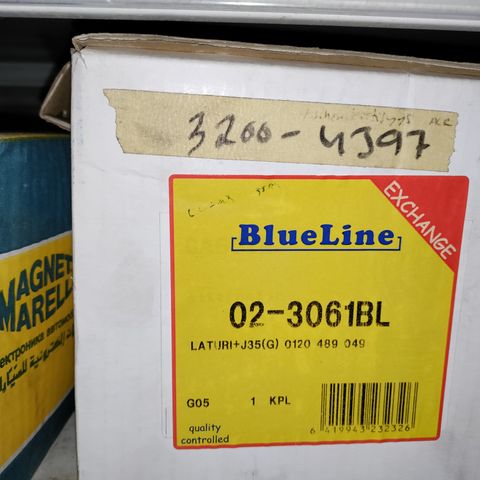 3200-4397
EXCHANGE
BlueLine
02-3061BL
LATURI+J35(G) 0120 489 049
G05 1 KPL
quality
controlled
6 419943 232326
MAGNET
MARELL